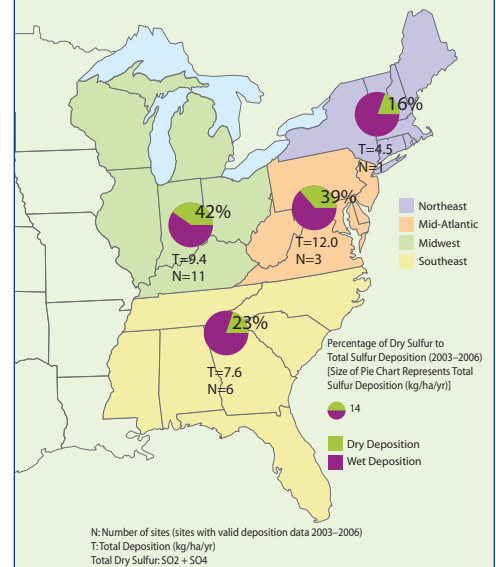 16%
T=4.5
N=1
42%
T=9.4
N=11
39%
T=12.0
N=3
Northeast
Mid-Atlantic
Midwest
Southeast
23%
T=7.6
N=6
Percentage of Dry Sulfur to
Total Sulfur Deposition (2003–2006)
[Size of Pie Chart Represents Total
Sulfur Deposition (kg/ha/yr)]
14
Dry Deposition
Wet Deposition
N: Number of sites (sites with valid deposition data 2003–2006)
T: Total Deposition (kg/ha/yr)
Total Dry Sulfur: SO2 + SO4